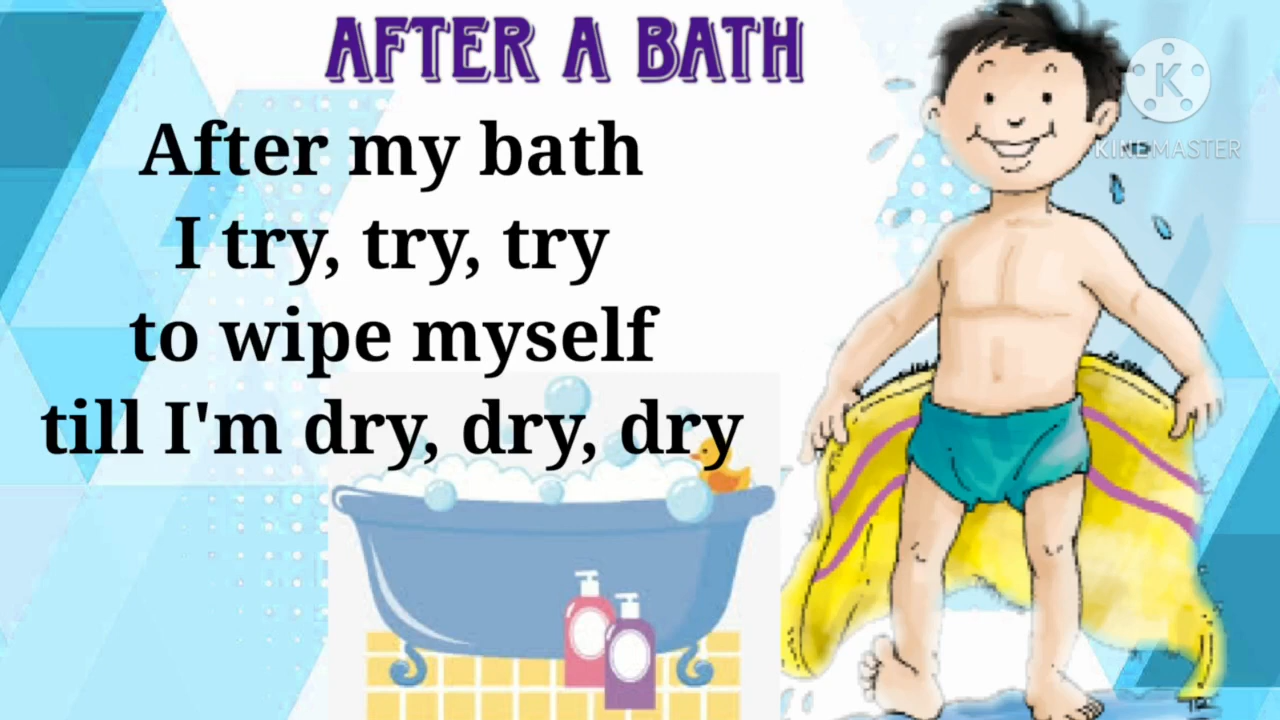 AFTER A BATH
After my bath
I try, try, try
to wipe myself
till I'm dry, dry, dry
K
KINEMASTER